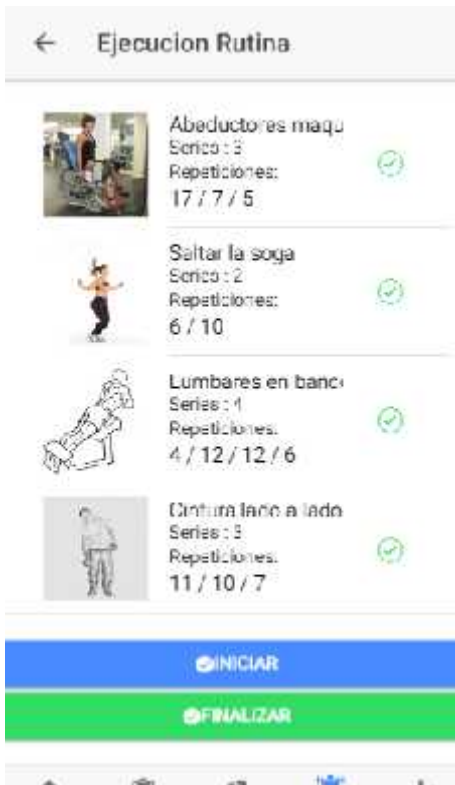 Ejecucion Rutina
Abeductores maqu
Series : 3
Repeticiones:
17 / 7 / 5
Saltar la soga
Series : 2
Repeticiones:
6 / 10
Lumbares en banc
Series : 4
Repeticiones:
4 / 12 / 12 / 6
Cintura lado a lado
Series : 3
Repeticiones:
11 / 10 / 7
INICIAR
FINALIZAR